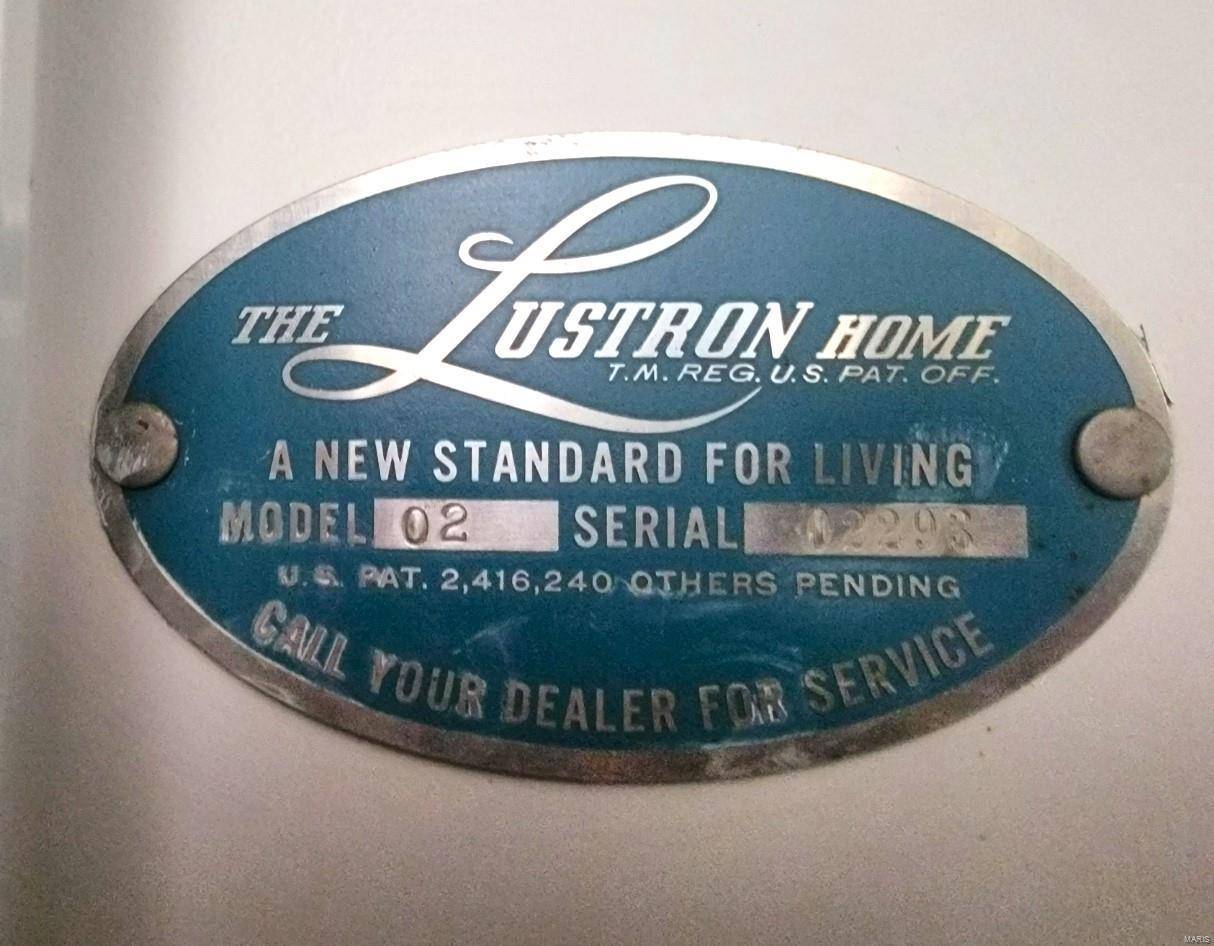 THE LUSTRON HOME
T.M. REG. U.S. PAT. OFF.
A NEW STANDARD FOR LIVING
MODEL 02 SERIAL
U.S. PAT. 2,416,240 OTHERS PENDING
CALL YOUR DEALER FOR SERVICE
MARIS